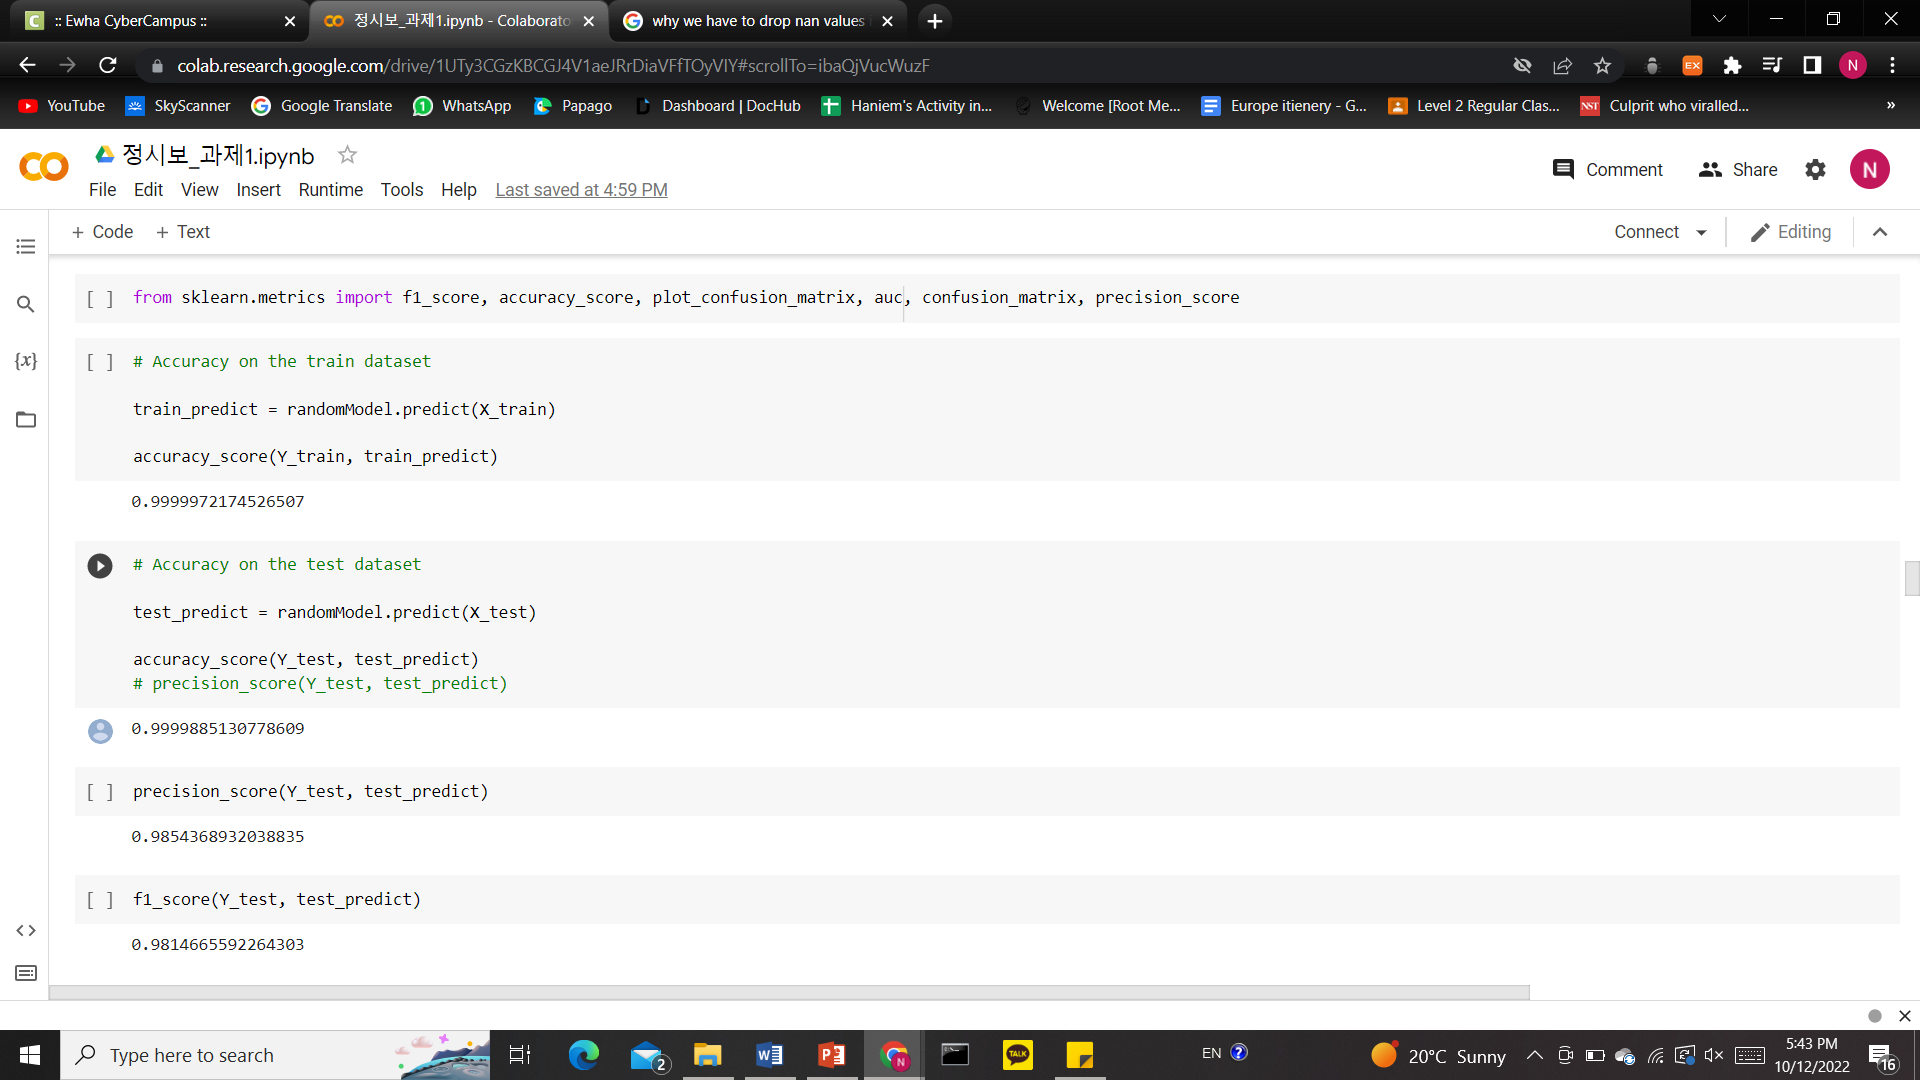 :: Ewha CyberCampus ::
정시보_과제1.ipynb - Colaborato
why we have to drop nan values
colab.research.google.com/drive/1UTy3CGzKBCGJ4V1aeJRrDiaVFfTOyVIY#scrollTo=ibaQjVucWuzF
EX
N
YouTube
SkyScanner
Google Translate
WhatsApp
Papago
Dashboard | DocHub
Haniem's Activity in...
Welcome [Root Me...
Europe itienery - G...
Level 2 Regular Clas...
NST
Culprit who viralled...
»
정시보_과제1.ipynb
File Edit View Insert Runtime Tools Help Last saved at 4:59 PM
Comment
Share
N
+ Code + Text
Connect
Editing
{x}
[ ] from sklearn.metrics import f1_score, accuracy_score, plot_confusion_matrix, auc, confusion_matrix, precision_score
[ ] # Accuracy on the train dataset
train_predict = randomModel.predict(X_train)
accuracy_score(Y_train, train_predict)
0.9999972174526507
# Accuracy on the test dataset
test_predict = randomModel.predict(X_test)
accuracy_score(Y_test, test_predict)
# precision_score(Y_test, test_predict)
0.9999885130778609
[ ] precision_score(Y_test, test_predict)
0.9854368932038835
[ ] f1_score(Y_test, test_predict)
0.9814665592264303
Type here to search
2
N
TALK
EN
20°C Sunny
5:43 PM
10/12/2022
16